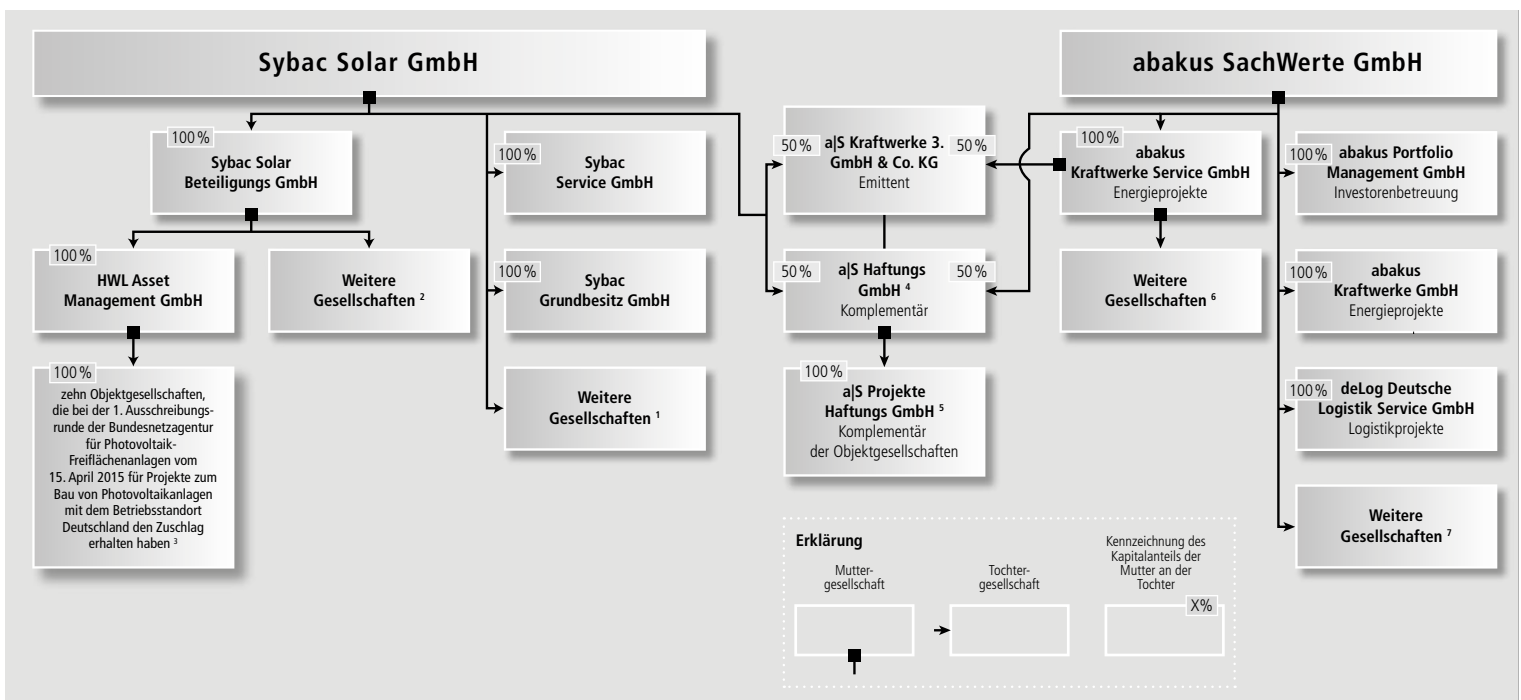 Sybac Solar GmbH
abakus SachWerte GmbH
100 %
Sybac Solar
Beteiligungs GmbH
100 %
Sybac
Service GmbH
50 %
a|S Kraftwerke 3.
GmbH & Co. KG
Emittent
50 %
100 %
abakus
Kraftwerke Service GmbH
Energieprojekte
100 %
abakus Portfolio
Management GmbH
Investorenbetreuung
100 %
HWL Asset
Management GmbH
Weitere
Gesellschaften 2
100 %
Sybac
Grundbesitz GmbH
50 %
a|S Haftungs
GmbH 4
Komplementär
50 %
Weitere
Gesellschaften 6
100 %
abakus
Kraftwerke GmbH
Energieprojekte
100 %
zehn Objektgesellschaften,
die bei der 1. Ausschreibungs-
runde der Bundesnetzagentur
für Photovoltaik-
Freiflächenanlagen vom
15. April 2015 für Projekte zum
Bau von Photovoltaikanlagen
mit dem Betriebsstandort
Deutschland den Zuschlag
erhalten haben 3
Weitere
Gesellschaften 1
100 %
a|S Projekte
Haftungs GmbH 5
Komplementär
der Objektgesellschaften
100 %
deLog Deutsche
Logistik Service GmbH
Logistikprojekte
Weitere
Gesellschaften 7
Erklärung
Mutter-
gesellschaft
Tochter-
gesellschaft
Kennzeichnung des
Kapitalanteils der
Mutter an der
Tochter
X%